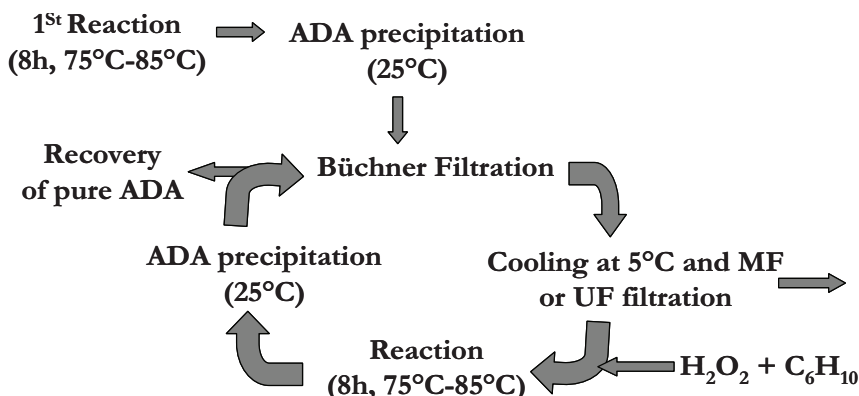 1St Reaction
(8h, 75°C-85°C)
ADA precipitation
(25°C)
Recovery
of pure ADA
Büchner Filtration
ADA precipitation
(25°C)
Cooling at 5°C and MF
or UF filtration
Reaction
(8h, 75°C-85°C)
H₂O₂ + C₆H₁₀